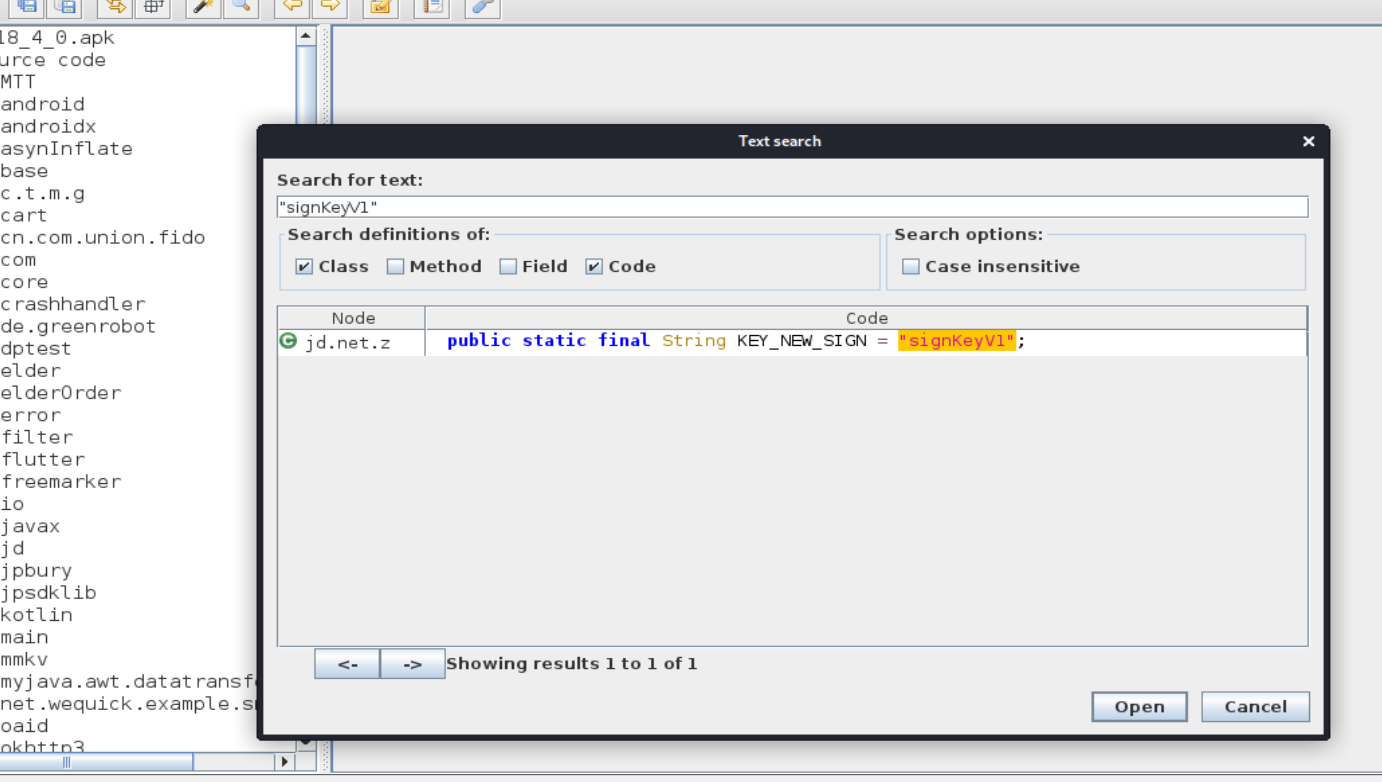 18_4_0.apk
urce code
MTT
android
androidx
asynInflate
base
c.t.m.g
cart
cn.com.union.fido
com
core
crashhandler
de.greenrobot
dptest
elder
elderOrder
error
filter
flutter
freemarker
io
javax
jd
jpbury
jpsdklib
kotlin
main
mmkv
myjava.awt.datatransf
net.wequick.example.s
oaid
okhttp3
Text search
Search for text:
"signKeyV1"
Search definitions of:
Class Method Field Code
Search options:
Case insensitive
Node Code
C jd.net.z public static final String KEY_NEW_SIGN = "signKeyV1";
<- -> Showing results 1 to 1 of 1
Open Cancel